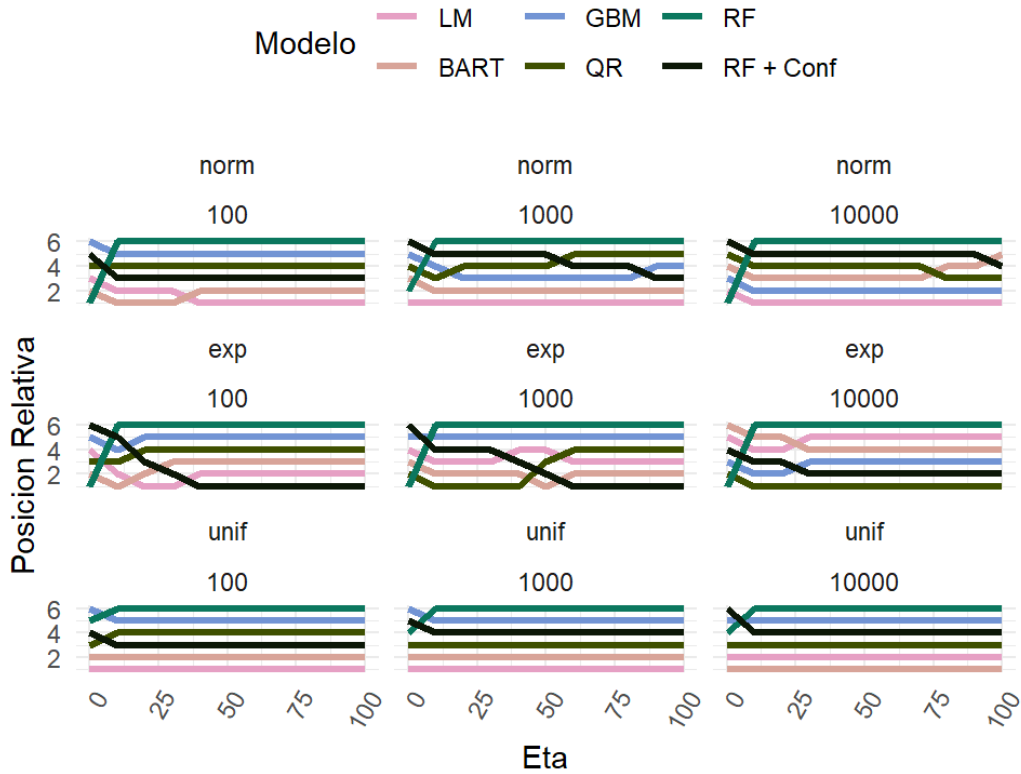 Modelo
LM GBM RF
BART QR RF + Conf
norm norm norm
100 1000 10000
6
4
2
exp exp exp
100 1000 10000
6
4
2
unif unif unif
100 1000 10000
6
4
2
0 25 50 75 100 0 25 50 75 100 0 25 50 75 100
Posicion Relativa
Eta